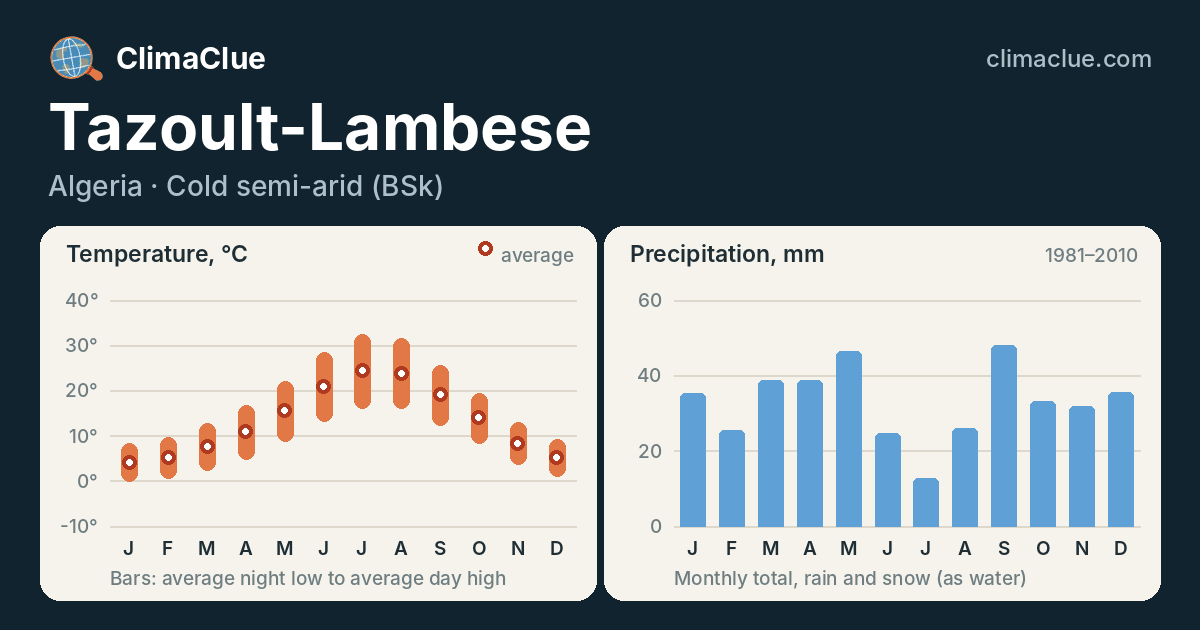 ClimaClue
climaclue.com
Tazoult-Lambese
Algeria · Cold semi-arid (BSk)
Temperature, °C
average
40°
30°
20°
10°
0°
-10°
J F M A M J J A S O N D
Bars: average night low to average day high
Precipitation, mm
1981–2010
60
40
20
0
J F M A M J J A S O N D
Monthly total, rain and snow (as water)